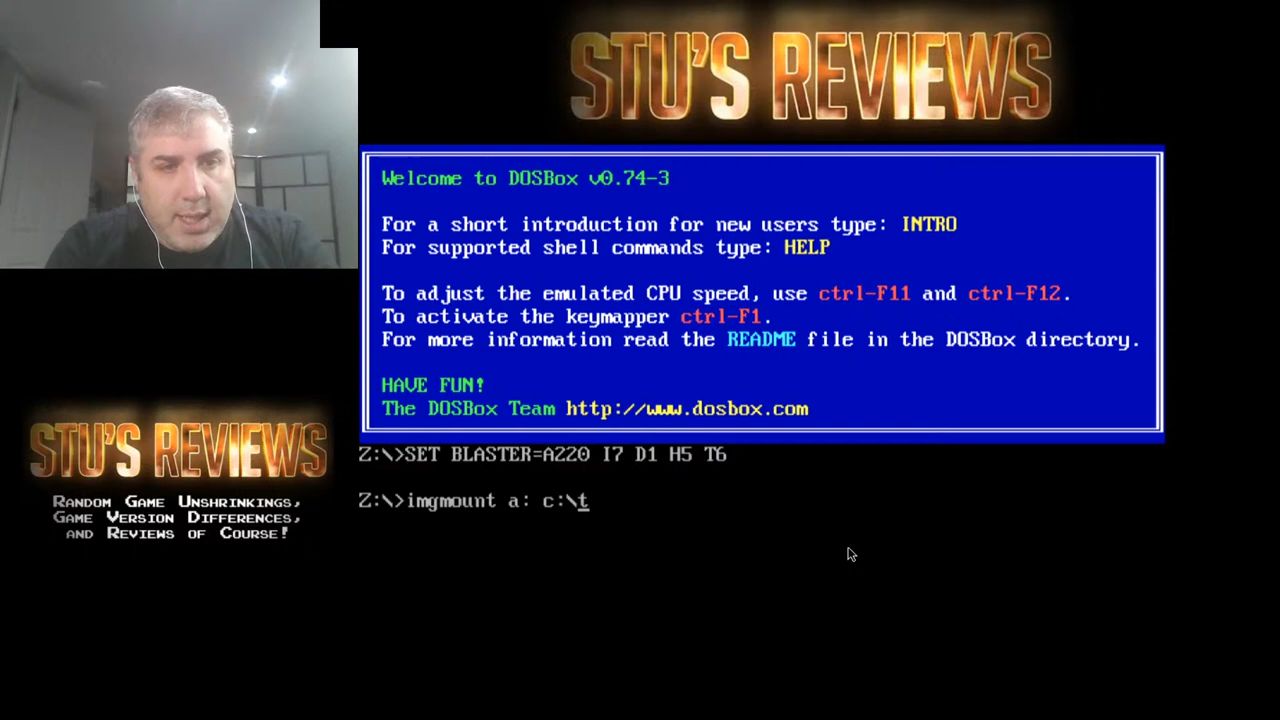 STU'S REVIEWS
Welcome to DOSBox v0.74-3
For a short introduction for new users type: INTRO
For supported shell commands type: HELP
To adjust the emulated CPU speed, use ctrl-F11 and ctrl-F12.
To activate the keymapper ctrl-F1.
For more information read the README file in the DOSBox directory.
HAVE FUN!
The DOSBox Team http://www.dosbox.com
Z:\>SET BLASTER=A220 I7 D1 H5 T6
Z:\>imgmount a: c:\t
STU'S REVIEWS
Random Game Unshrinkings,
Game Version Differences,
and Reviews of Course!